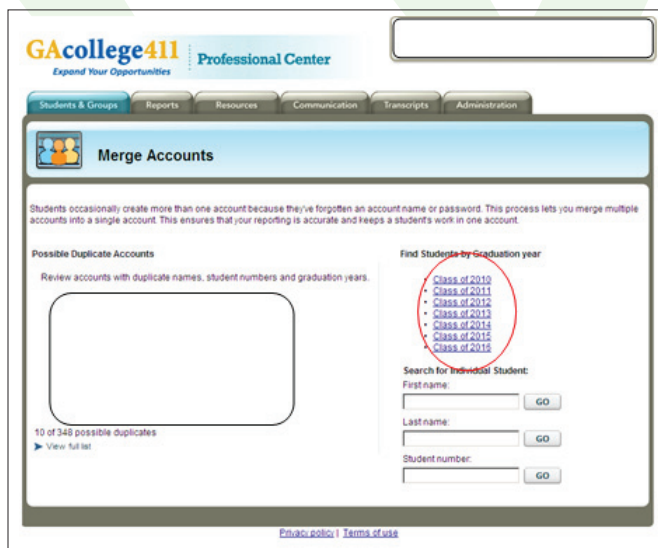 GAcollege411
Expand Your Opportunities
Professional Center
Students & Groups
Reports
Resources
Communication
Transcripts
Administration
Merge Accounts
Students occasionally create more than one account because they've forgotten an account name or password. This process lets you merge multiple
accounts into a single account. This ensures that your reporting is accurate and keeps a student's work in one account.
Possible Duplicate Accounts
Review accounts with duplicate names, student numbers and graduation years.
10 of 348 possible duplicates
View full list
Find Students by Graduation year
• Class of 2010
• Class of 2011
• Class of 2012
• Class of 2013
• Class of 2014
• Class of 2015
• Class of 2016
Search for Individual Student:
First name:
GO
Last name:
GO
Student number:
GO
Privacy policy | Terms of use